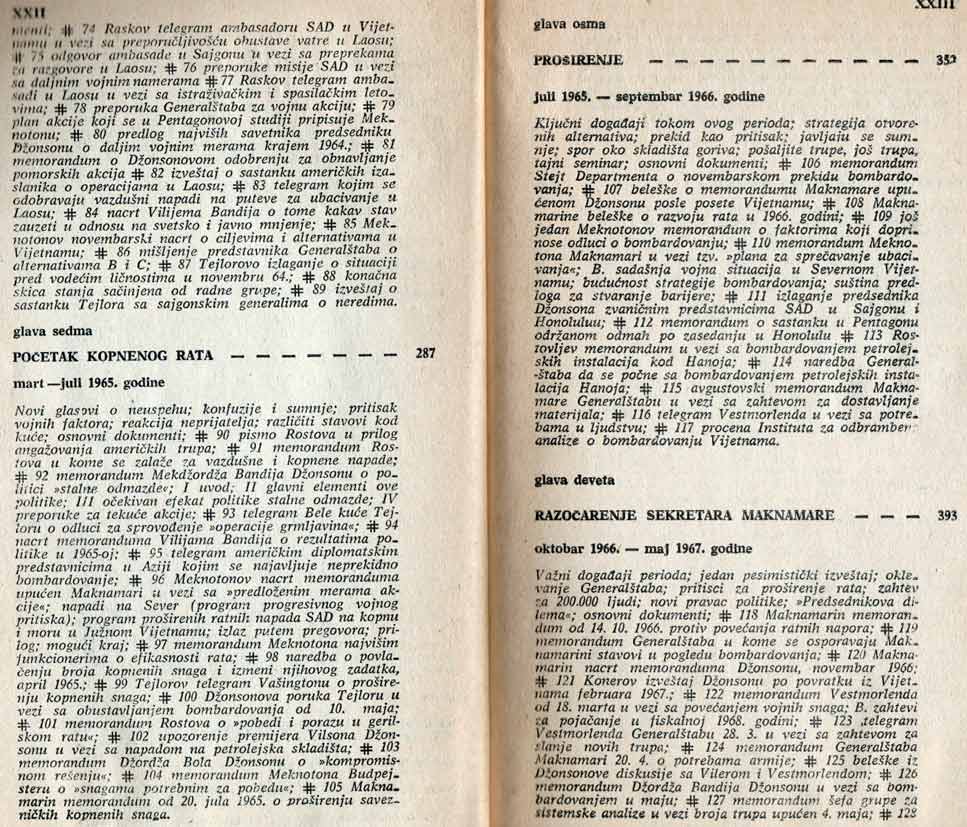 XXII
# 74 Raskov telegram ambasadoru SAD u Vijet-
namu u vezi sa preporučljivošću obustave vatre u Laosu;
# 75 odgovor ambasade u Sajgonu u vezi sa preprekama
za razgovore u Laosu; # 76 preporuke misije SAD u vezi
sa daljnim vojnim namerama # 77 Raskov telegram amba-
sadi u Laosu u vezi sa istraživačkim i spasilačkim leto-
vima; # 78 preporuka Generalštaba za vojnu akciju; # 79
plan akcije koji se u Pentagonovoj studiji pripisuje Mek-
notonu; # 80 predlog najviših savetnika predsedniku
Džonsonu o daljim vojnim merama krajem 1964.; # 81
memorandum o Džonsonovom odobrenju za obnavljanje
pomorskih akcija # 82 izveštaj o sastanku američkih iza-
slanika o operacijama u Laosu; # 83 telegram kojim se
odobravaju vazdušni napadi na puteve za ubacivanje u
Laosu; # 84 nacrt Vilijema Bandija o tome kakav stav
zauzeti u odnosu na svetsko i javno mnjenje; # 85 Mek-
notonov novembarski nacrt o ciljevima i alternativama u
Vijetnamu; # 86 mišljenje predstavnika Generalštaba o
alternativama B i C; # 87 Tejlorovo izlaganje o situaciji
pred vodećim ličnostima u novembru 64.; # 88 konačna
skica stanja sačinjena od radne grupe; # 89 izveštaj o
sastanku Tejlora sa sajgonskim generalima o neredima.
glava sedma
POČETAK KOPNENOG RATA — — — — — — — — 287
mart — juli 1965. godine
Novi glasovi o neuspehu; konfuzije i sumnje; pritisak
vojnih faktora; reakcija neprijatelja; različiti stavovi kod
kuće; osnovni dokumenti; # 90 pismo Rostova u prilog
angažovanja američkih trupa; # 91 memorandum Ros-
tova u kome se zalaže za vazdušne i kopnene napade;
# 92 memorandum Mekdžordža Bandija Džonsonu o po-
litici »stalne odmazde«; I uvod; II glavni elementi ove
politike; III očekivan efekat politike stalne odmazde; IV
preporuke za tekuće akcije; # 93 telegram Bele kuće Tej-
loru o odluci za sprovođenje »operacije grmljavina«; # 94
nacrt memoranduma Vilijama Bandija o rezultatima po-
litike u 1965-oj; # 95 telegram američkim diplomatskim
predstavnicima u Aziji kojim se najavljuje neprekidno
bombardovanje; # 96 Meknotonov nacrt memoranduma
upućen Maknamari u vezi sa »predloženim merama ak-
cije«; napadi na Sever (program progresivnog vojnog
pritiska); program proširenih ratnih napada SAD na kopnu
i moru u Južnom Vijetnamu; izlaz putem pregovora; pri-
log; mogući kraj; # 97 memorandum Meknotona najvišim
funkcionerima o efikasnosti rata; # 98 naredba o povla-
čenju broja kopnenih snaga i izmeni njihovog zadatka,
april 1965.; # 99 Tejlorov telegram Vašingtonu o prošire-
nju kopnenih snaga; # 100 Džonsonova poruka Tejloru u
vezi sa obustavljanjem bombardovanja od 10. maja;
# 101 memorandum Rostova o »pobedi i porazu u geril-
skom ratu«; # 102 upozorenje premijera Vilsona Džon-
sonu u vezi sa napadom na petrolejska skladišta; # 103
memorandum Džordža Bola Džonsonu o »kompromis-
nom rešenju«; # 104 memorandum Meknotona Budpej-
steru o »snagama potrebnim za pobedu«; # 105 Makna-
marin memorandum od 20. jula 1965. o proširenju savez-
ničkih kopnenih snaga.
XXIII
glava osma
PROŠIRENJE — — — — — — — — — — — 352
juli 1965. — septembar 1966. godine
Ključni događaji tokom ovog perioda; strategija otvore-
nih alternativa; prekid kao pritisak; javljaju se sum-
nje; spor oko skladišta goriva; pošaljite trupe, još trupa,
tajni seminar; osnovni dokumenti; # 106 memorandum
Stejt Departmenta o novembarskom prekidu bombardo-
vanja; # 107 beleške o memorandumu Maknamare upu-
ćenom Džonsonu posle posete Vijetnamu; # 108 Makna-
marine beleške o razvoju rata u 1966. godini; # 109 još
jedan Meknotonov memorandum o faktorima koji dopri-
nose odluci o bombardovanju; # 110 memorandum Mekno-
tona Maknamari u vezi tzv. »plana za sprečavanje ubaci-
vanja«; B. sadašnja vojna situacija u Severnom Vijet-
namu; budućnost strategije bombardovanja; suština pred-
loga za stvaranje barijere; # 111 izlaganje predsednika
Džonsona zvaničnim predstavnicima SAD u Sajgonu i
Honoluluu; # 112 memorandum o sastanku u Pentagonu
održanom odmah po zasedanju u Honolulu # 113 Ros-
tovljev memorandum u vezi sa bombardovanjem petrolej-
skih instalacija kod Hanoja; # 114 naredba General-
-štaba da se počne sa bombardovanjem petrolejskih insta-
lacija Hanoja; # 115 avgustovski memorandum Makna-
mare Generalštabu u vezi sa zahtevom za dostavljanje
materijala; # 116 telegram Vestmorlenda u vezi sa potre-
bama u ljudstvu; # 117 procena Instituta za odbramber
analize o bombardovanju Vijetnama.
glava deveta
RAZOČARENJE SEKRETARA MAKNAMARE — — — 393
oktobar 1966. — maj 1967. godine
Važni događaji perioda; jedan pesimistički izveštaj; okle-
vanje Generalštaba; pritisci za proširenje rata; zahtev
za 200.000 ljudi; novi pravac politike; »Predsednikova di-
lema«; osnovni dokumenti; # 118 Maknamarin memoran-
dum od 14. 10. 1966. protiv povećanja ratnih napora; # 119
memorandum Generalštaba u kome se osporavaju Mak-
namarini stavovi u pogledu bombardovanja; # 120 Makna-
marin nacrt memoranduma Džonsonu, novembar 1966;
# 121 Konerov izveštaj Džonsonu po povratku iz Vijet-
nama februara 1967.; # 122 memorandum Vestmorlenda
od 18. marta u vezi sa povećanjem vojnih snaga; B. zahtevi
za pojačanje u fiskalnoj 1968. godini; # 123 telegram
Vestmorlenda Generalštabu 28. 3. u vezi sa zahtevom za
slanje novih trupa; # 124 memorandum Generalštaba
Maknamari 20. 4. o potrebama armije; # 125 beleške iz
Džonsonove diskusije sa Vilerom i Vestmorlendom; # 126
memorandum Džordža Bandija Džonsonu u vezi sa bom-
bardovanjem u maju; # 127 memorandum šefa grupe za
sistemske analize u vezi broja trupa upućen 4. maja; # 128